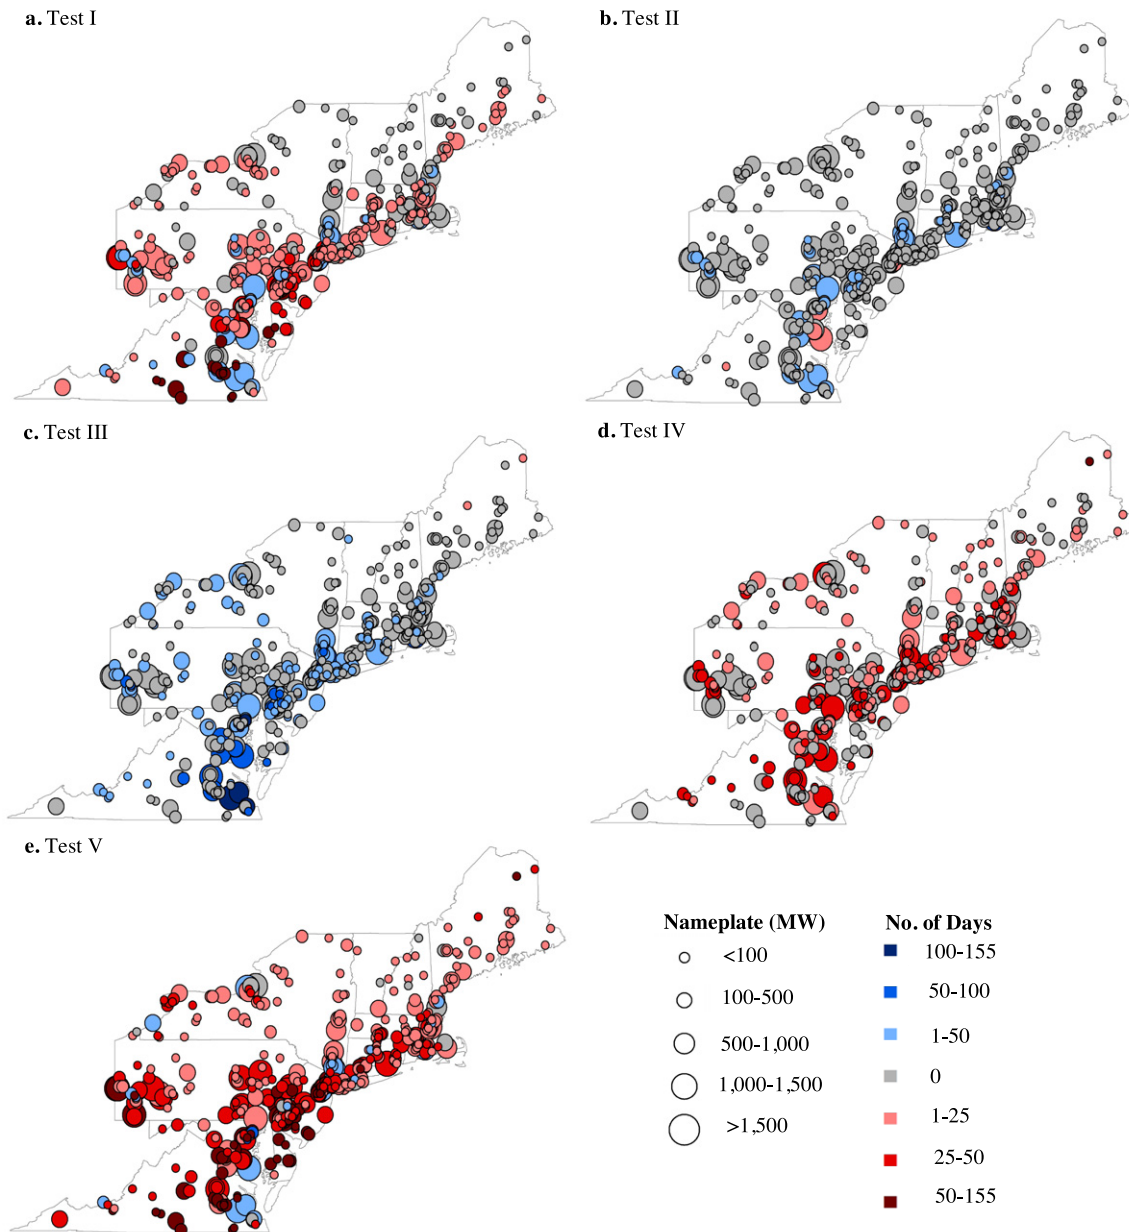 a. Test I
b. Test II
c. Test III
d. Test IV
e. Test V
Nameplate (MW)
<100
100-500
500-1,000
1,000-1,500
>1,500
No. of Days
100-155
50-100
1-50
0
1-25
25-50
50-155